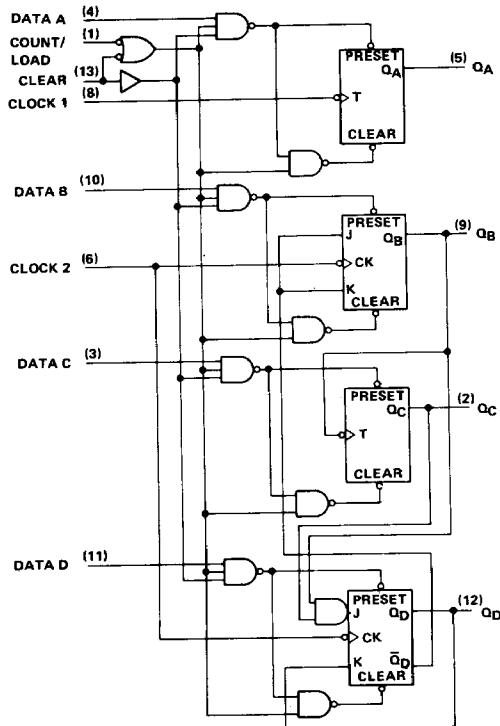 DATA A (4)
COUNT/ LOAD (1)
CLEAR (13)
CLOCK 1 (8)
PRESET
QA (5) QA
T
CLEAR
DATA B (10)
PRESET
J QB (9) QB
CLOCK 2 (6)
CK
K
CLEAR
DATA C (3)
PRESET
QC (2) QC
T
CLEAR
DATA D (11)
PRESET
J QD (12) QD
CK
K Q̄D
CLEAR